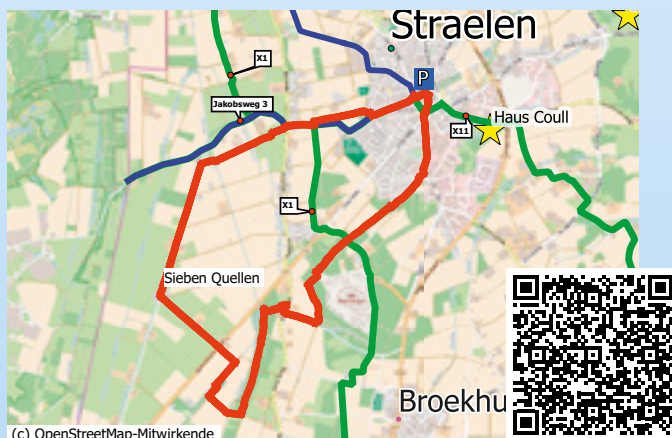 Straelen
X1
P
Jakobsweg 3
Haus Coull
X11
X1
Sieben Quellen
Broekhu
(c) OpenStreetMap-Mitwirkende